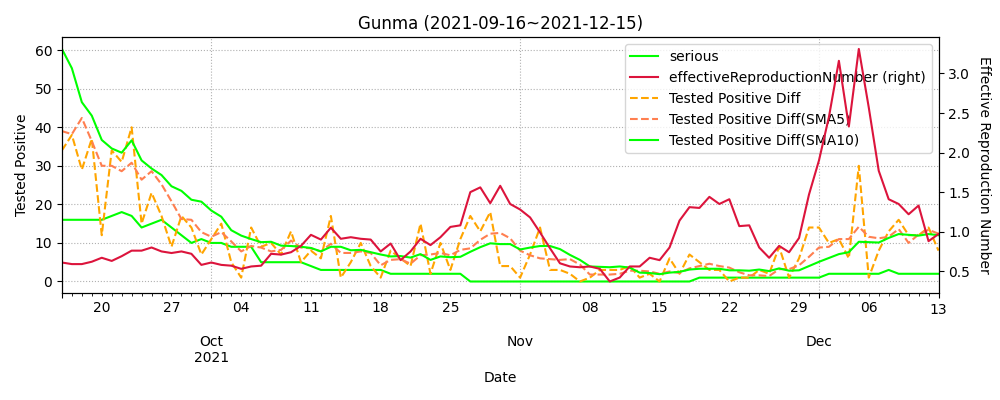 Gunma (2021-09-16~2021-12-15)
serious
effectiveReproductionNumber (right)
Tested Positive Diff
Tested Positive Diff(SMA5)
Tested Positive Diff(SMA10)
Tested Positive
60
50
40
30
20
10
0
3.0
2.5
2.0
1.5
1.0
0.5
Effective Reproduction Number
20 27 04 11 18 25 08 15 22 29 06 13
Oct Nov Dec
2021
Date